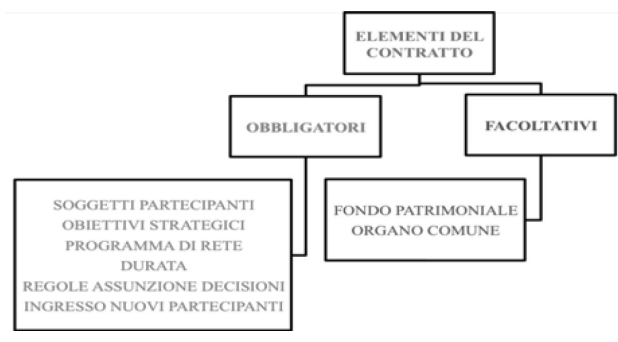 ELEMENTI DEL
CONTRATTO
OBBLIGATORI
FACOLTATIVI
SOGGETTI PARTECIPANTI
OBIETTIVI STRATEGICI
PROGRAMMA DI RETE
DURATA
REGOLE ASSUNZIONE DECISIONI
INGRESSO NUOVI PARTECIPANTI
FONDO PATRIMONIALE
ORGANO COMUNE